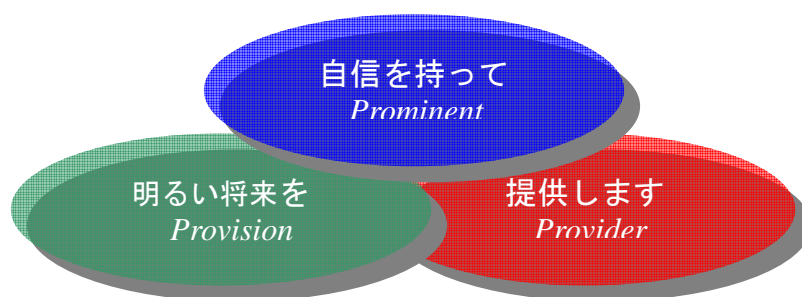 自信を持って
Prominent
明るい将来を
Provision
提供します
Provider